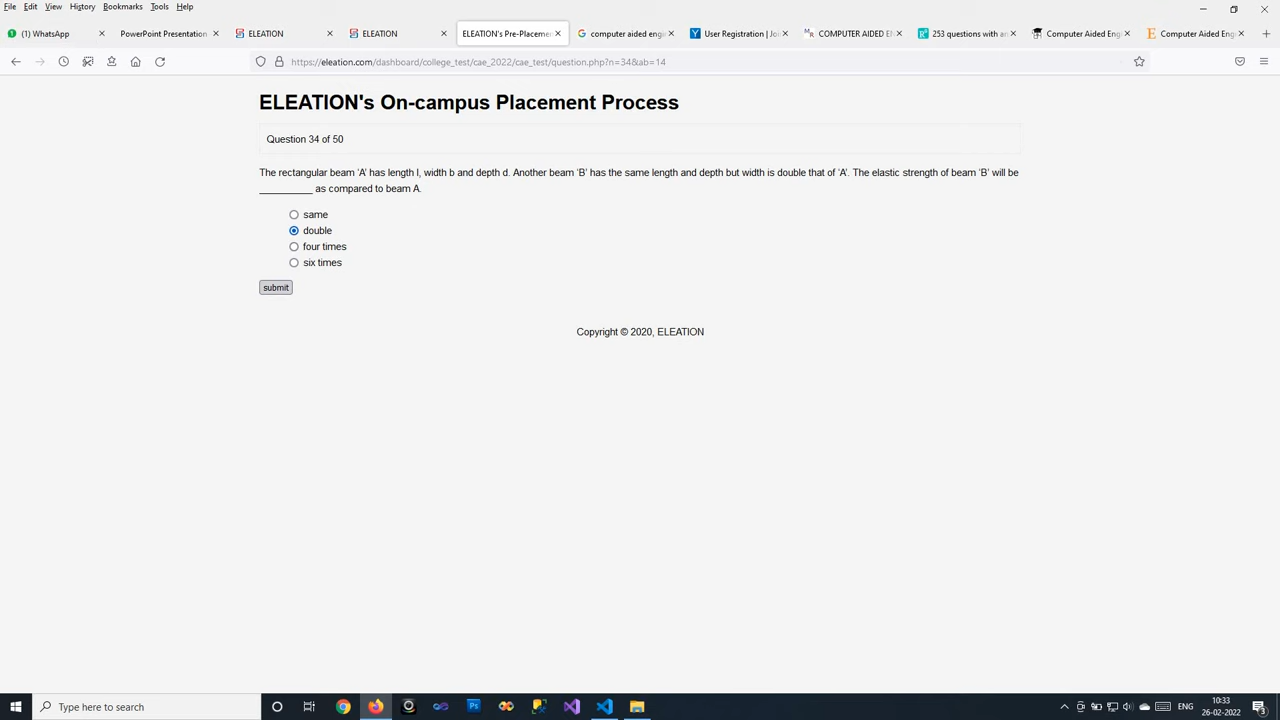 File Edit View History Bookmarks Tools Help
(1) WhatsApp
PowerPoint Presentation
ELEATION
ELEATION
ELEATION's Pre-Placeme
computer aided engi
User Registration | Jo
COMPUTER AIDED EN
253 questions with an
Computer Aided Eng
Computer Aided Eng
https://eleation.com/dashboard/college_test/cae_2022/cae_test/question.php?n=34&ab=14
ELEATION's On-campus Placement Process
Question 34 of 50
The rectangular beam ‘A’ has length l, width b and depth d. Another beam ‘B’ has the same length and depth but width is double that of ‘A’. The elastic strength of beam ‘B’ will be
__________ as compared to beam A.
same
double
four times
six times
submit
Copyright © 2020, ELEATION
Type here to search
Ps
ENG
10:33
26-02-2022
3